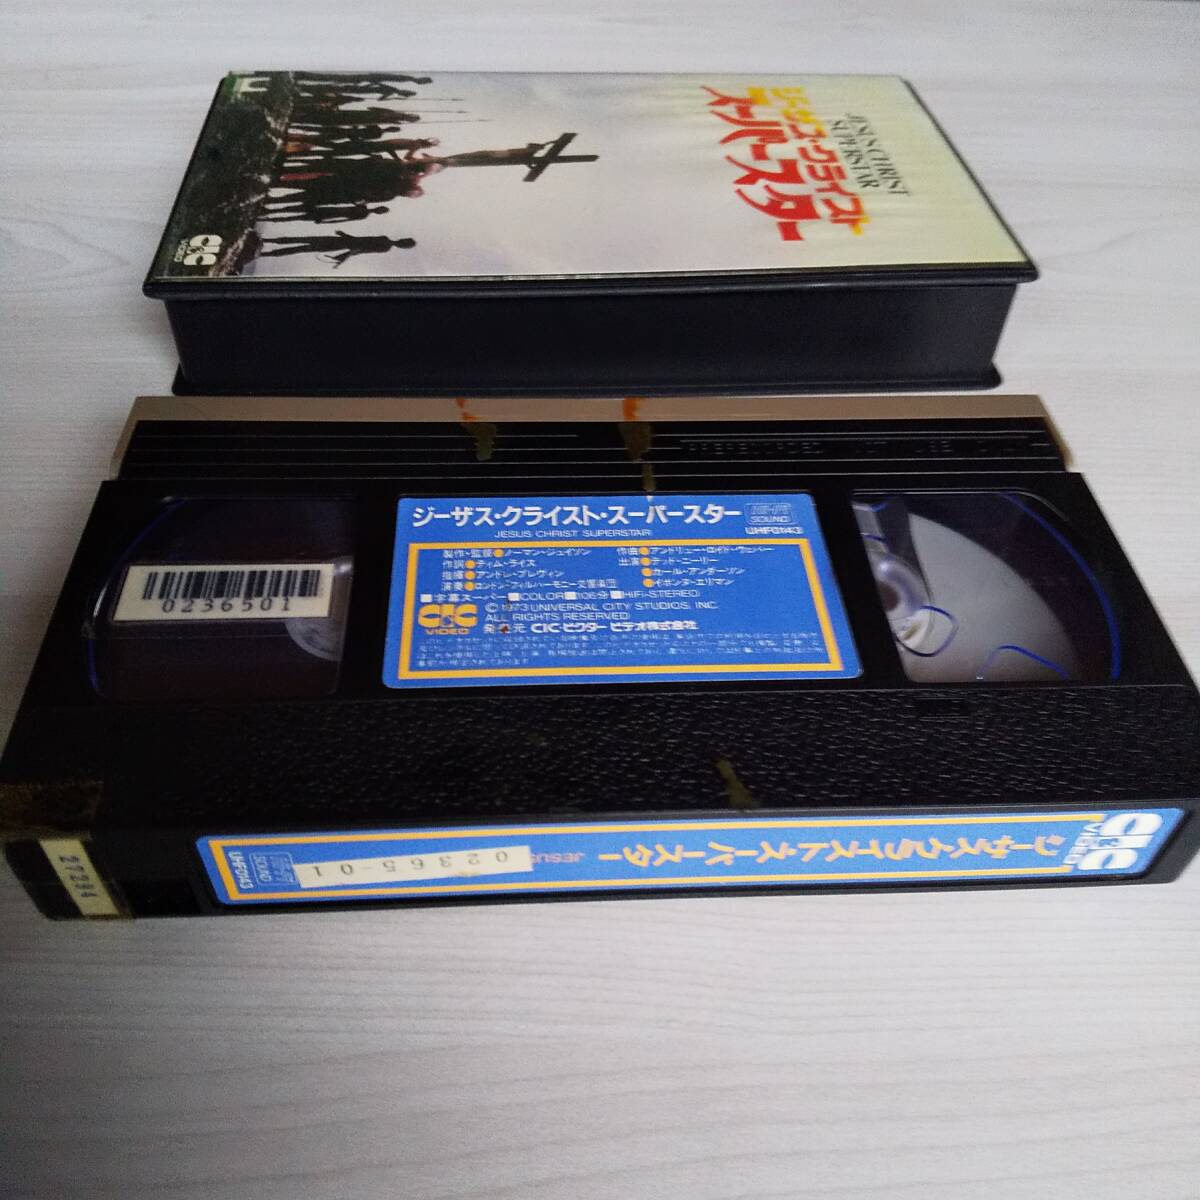 JESUS CHRIST
SUPERSTAR
ジーザス・クライスト
スーパースター
CIC
VIDEO
PRERECORDED
ジーザス・クライスト・スーパースター
JESUS CHRIST SUPERSTAR
HiFi
SOUND
UHF0143
製作・監督●ノーマン・ジュイソン
作詞●ティム・ライス
指揮●アンドレ・プレヴィン
演奏●ロンドン・フィルハーモニー交響楽団
作曲●アンドリュー・ロイド・ウェバー
出演●テッド・ニーリー
●カール・アンダーソン
●イボンヌ・エリマン
■字幕スーパー■COLOR■106分■HiFi-STEREO
©1973 UNIVERSAL CITY STUDIOS, INC.
ALL RIGHTS RESERVED
発売元 CIC・ビクター ビデオ株式会社
CIC
VIDEO
0236501
CIC
VIDEO
ジーザス・クライスト・スーパースター
JESUS
02365-01
SOUND
UHF0143
27294